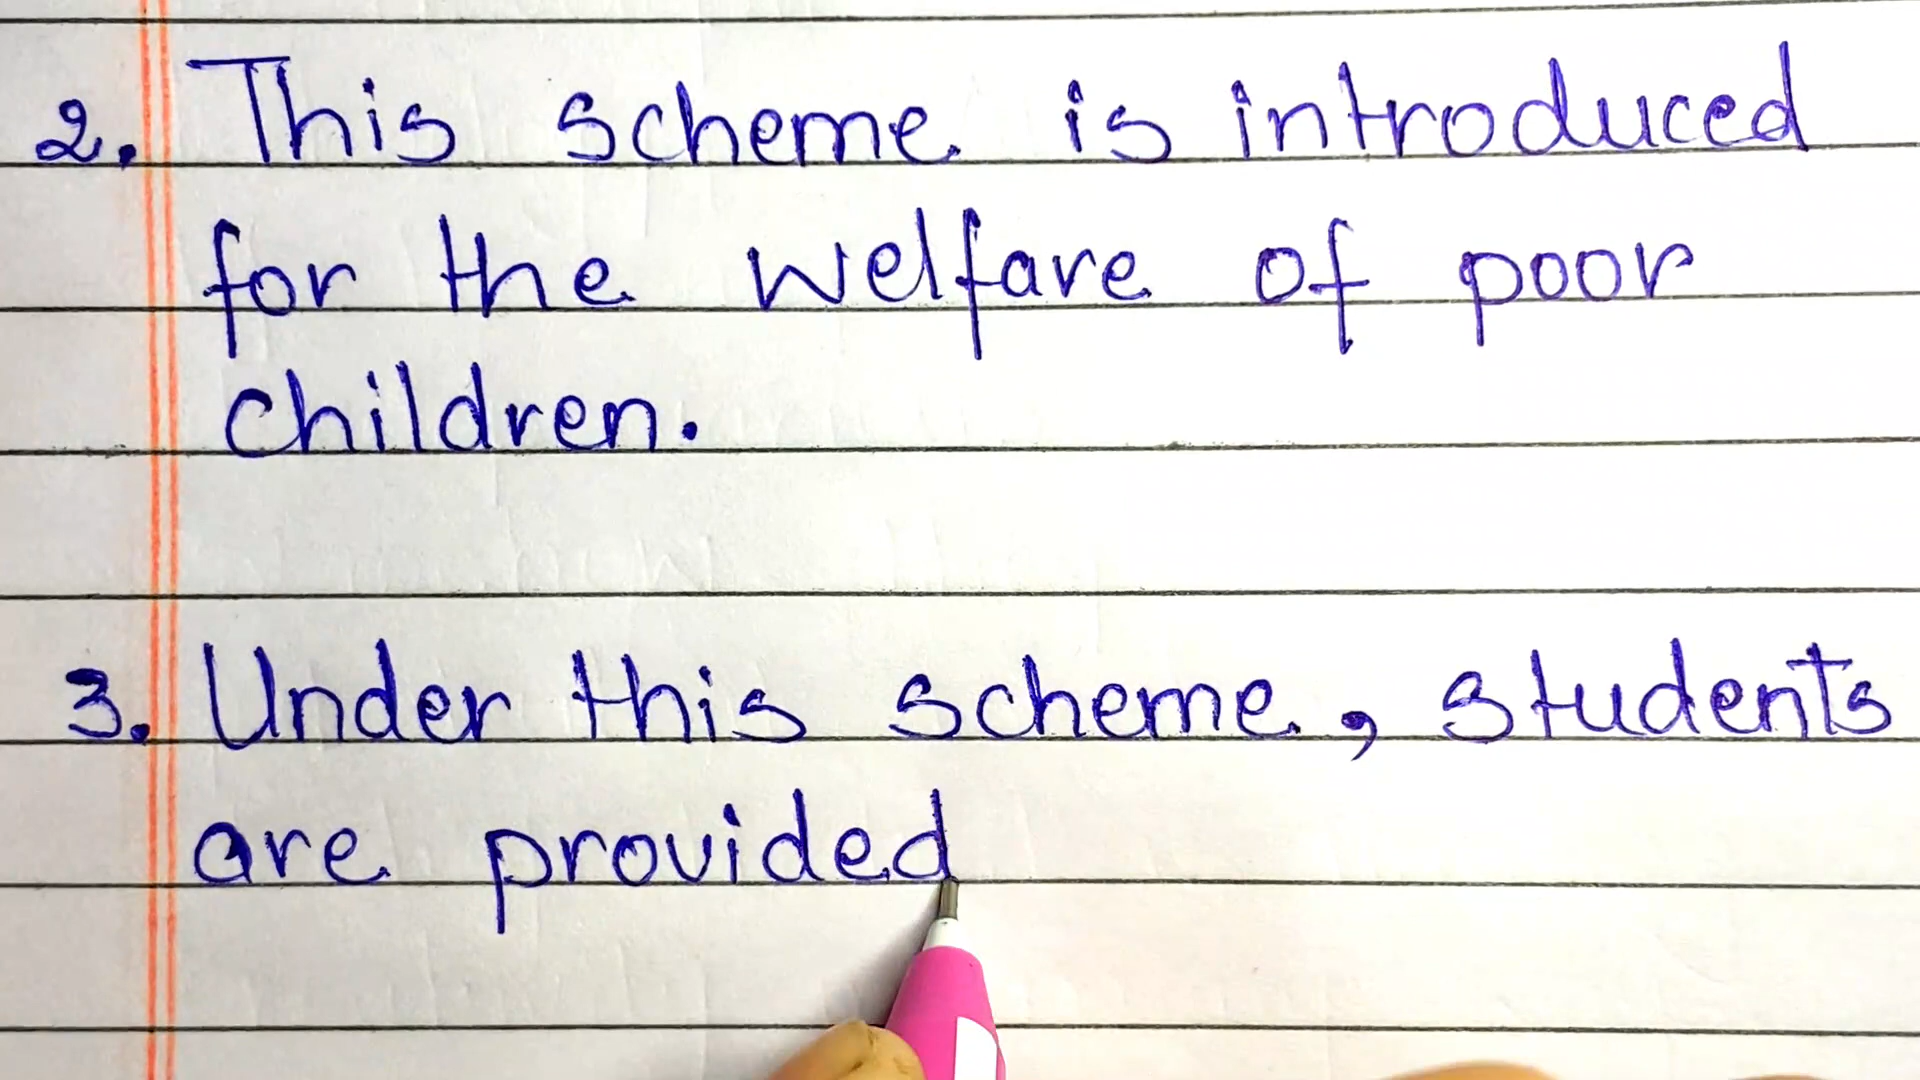 2. This scheme is introduced
for the welfare of poor
children.
3. Under this scheme, students
are provided